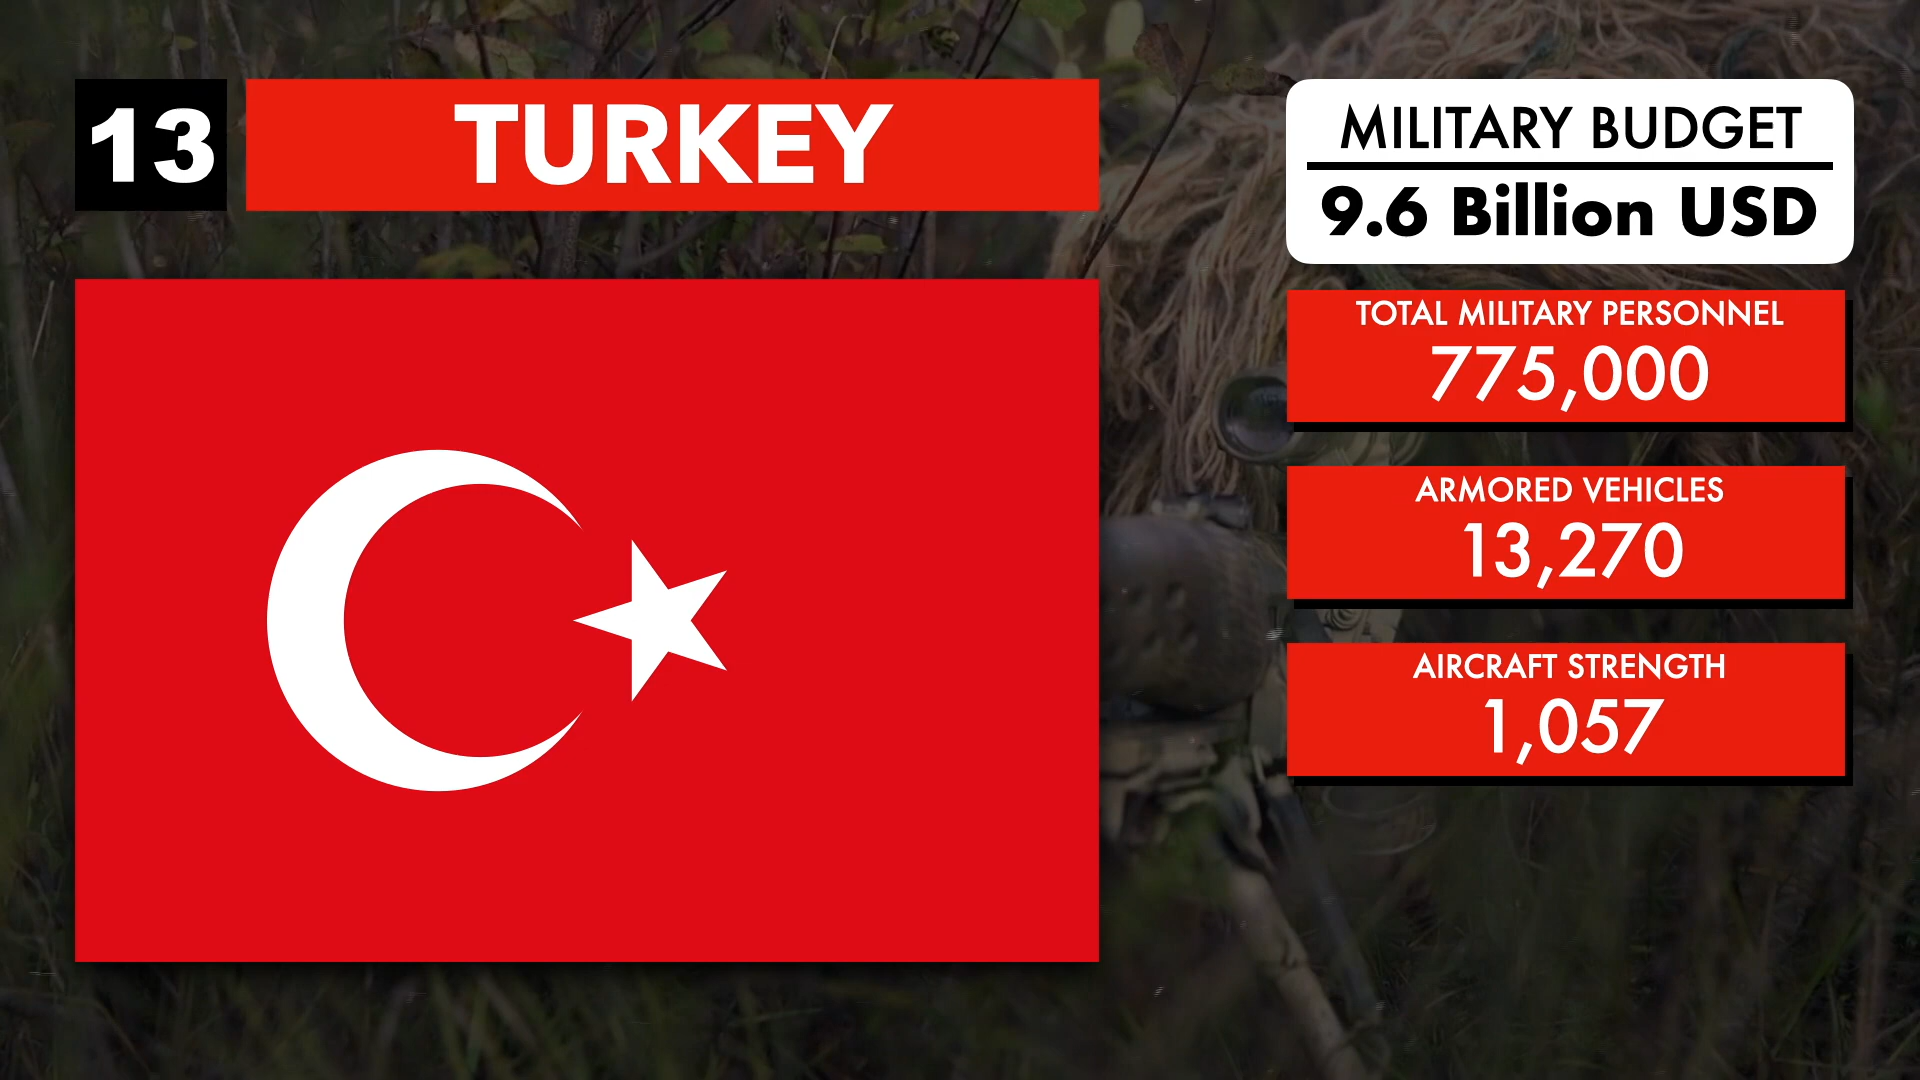 13
TURKEY
MILITARY BUDGET
9.6 Billion USD
TOTAL MILITARY PERSONNEL
775,000
ARMORED VEHICLES
13,270
AIRCRAFT STRENGTH
1,057